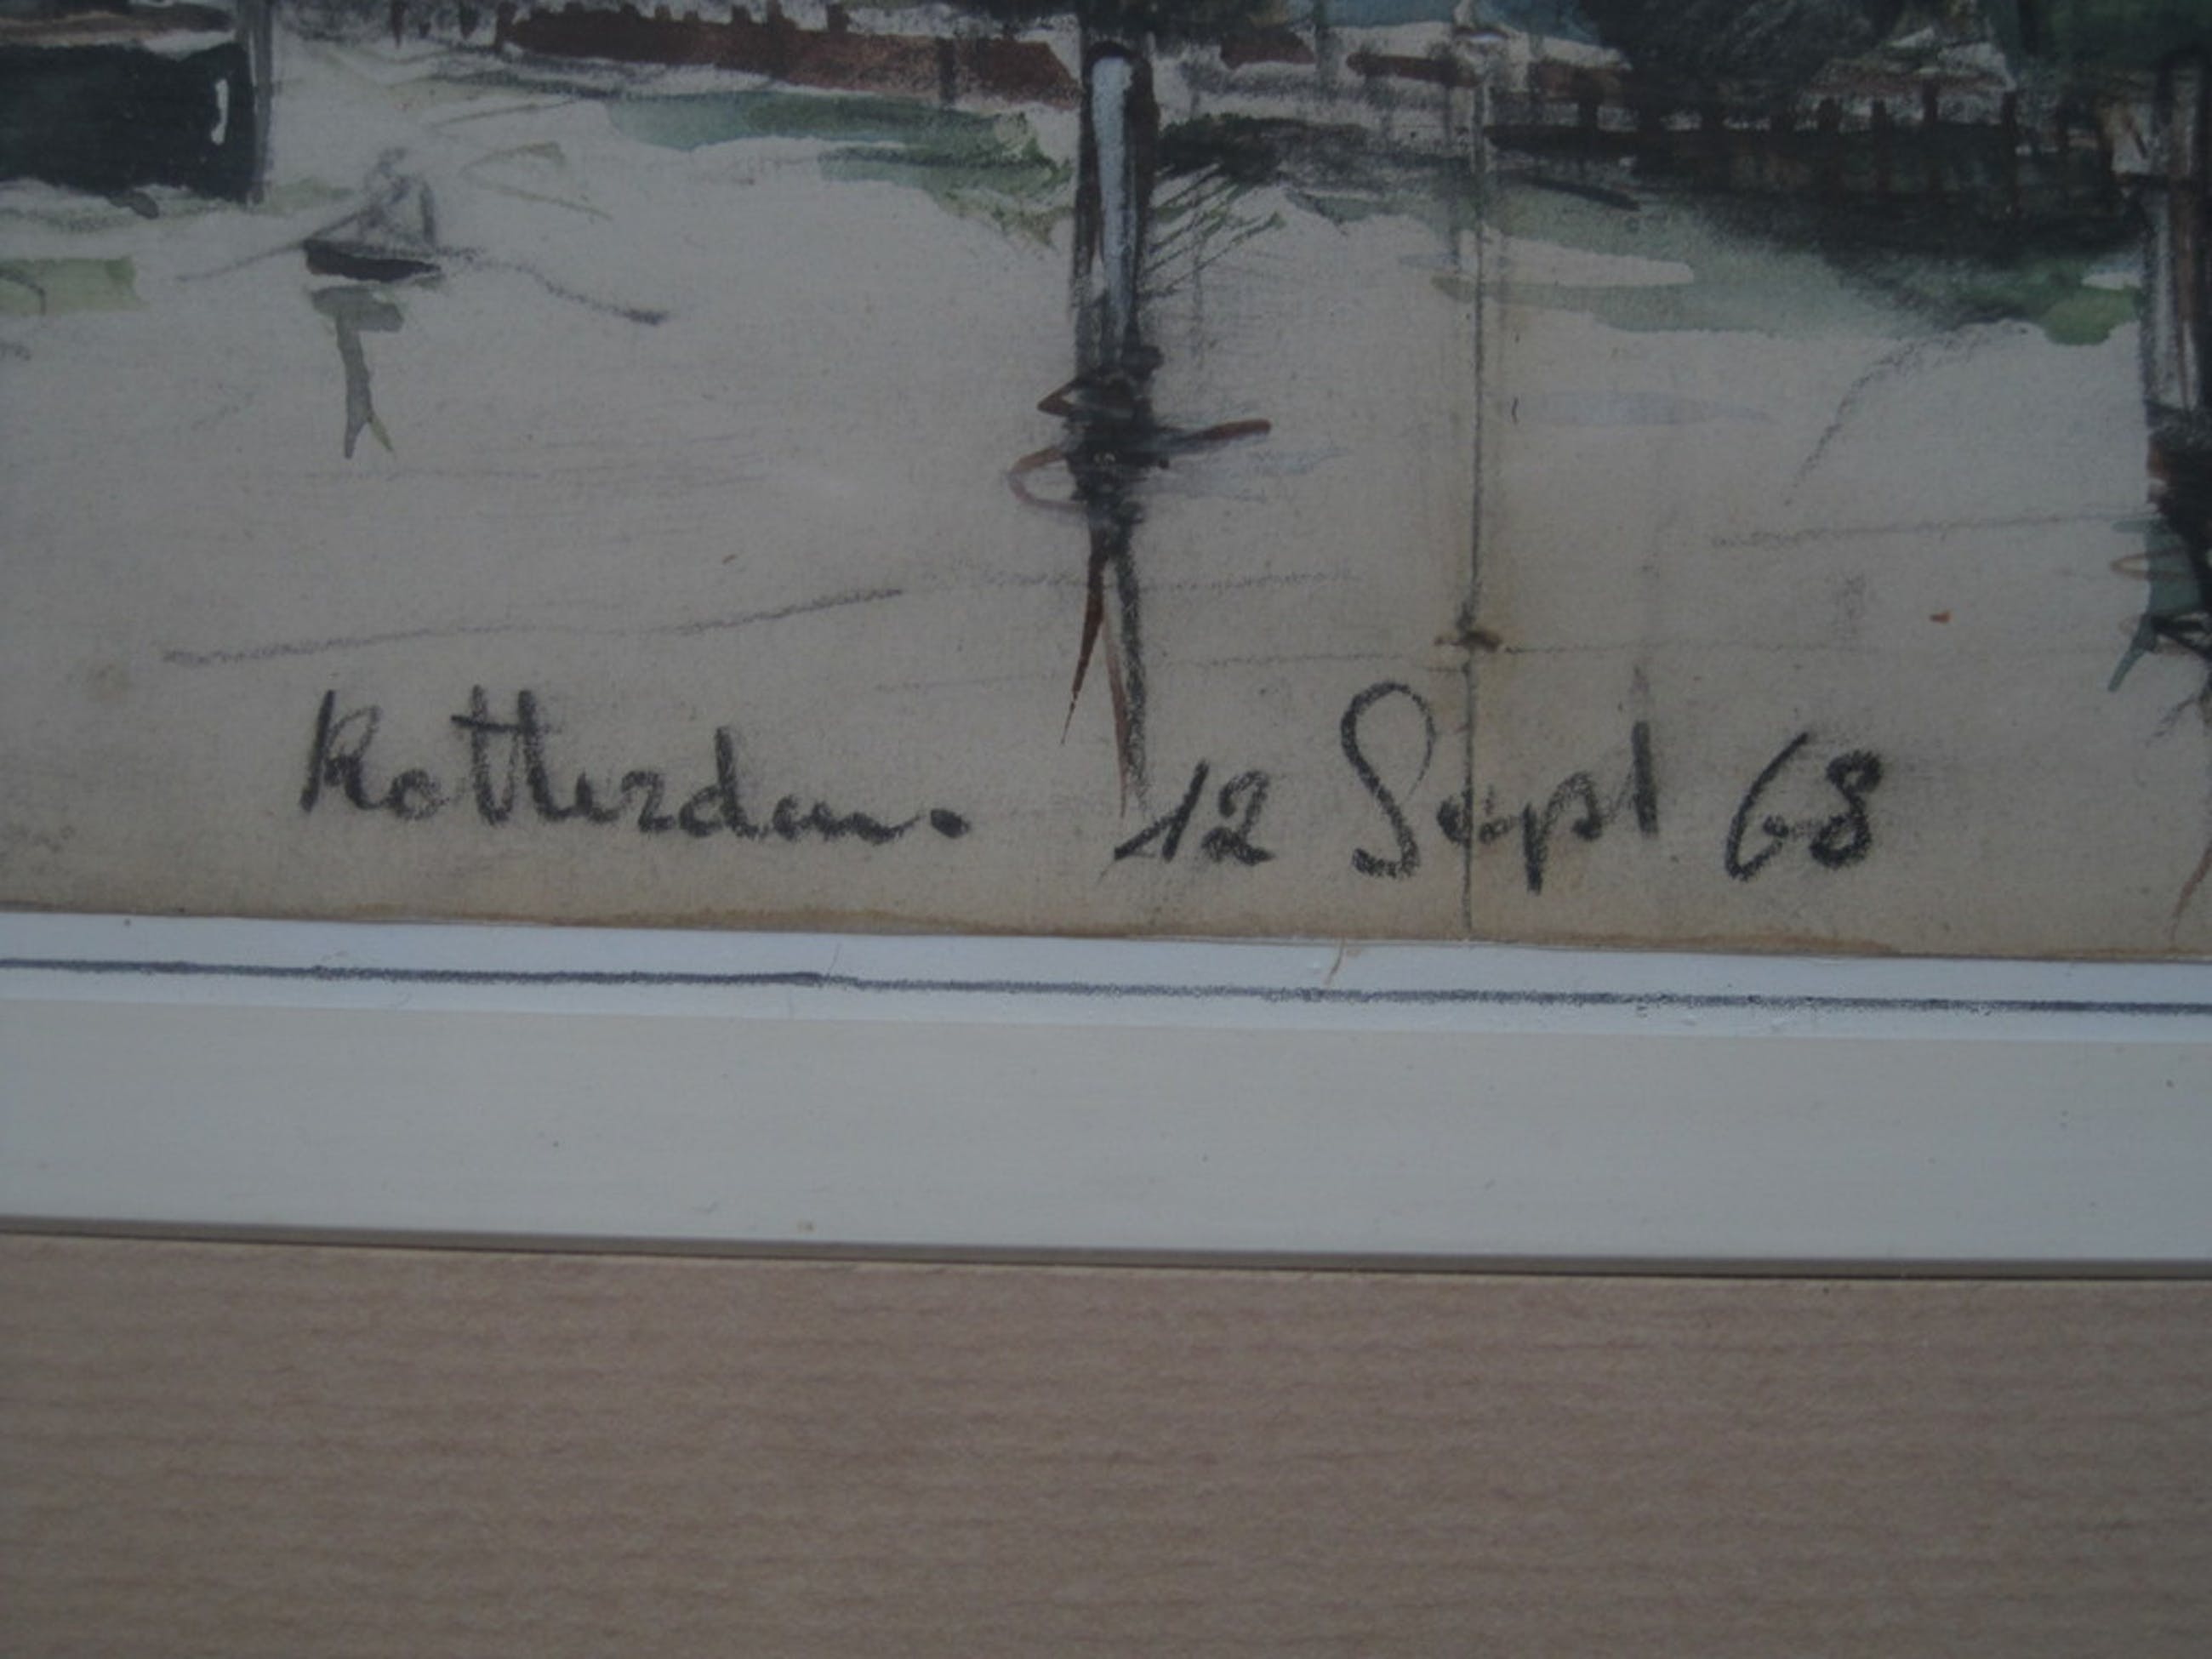 Rotterdam. 12 Sept 68